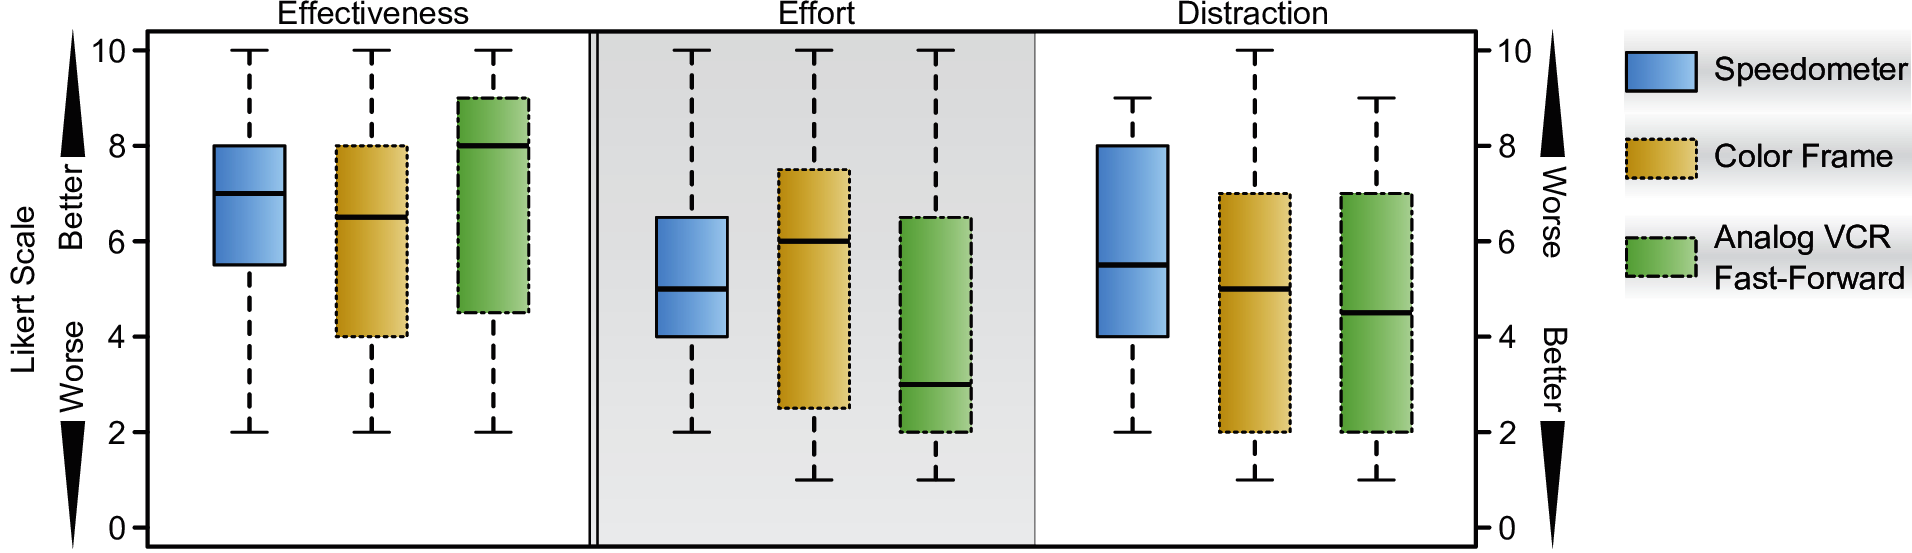 Effectiveness
Effort
Distraction
Likert Scale
Worse
Better
10
8
6
4
2
0
10
8
6
4
2
0
Worse
Better
Speedometer
Color Frame
Analog VCR
Fast-Forward